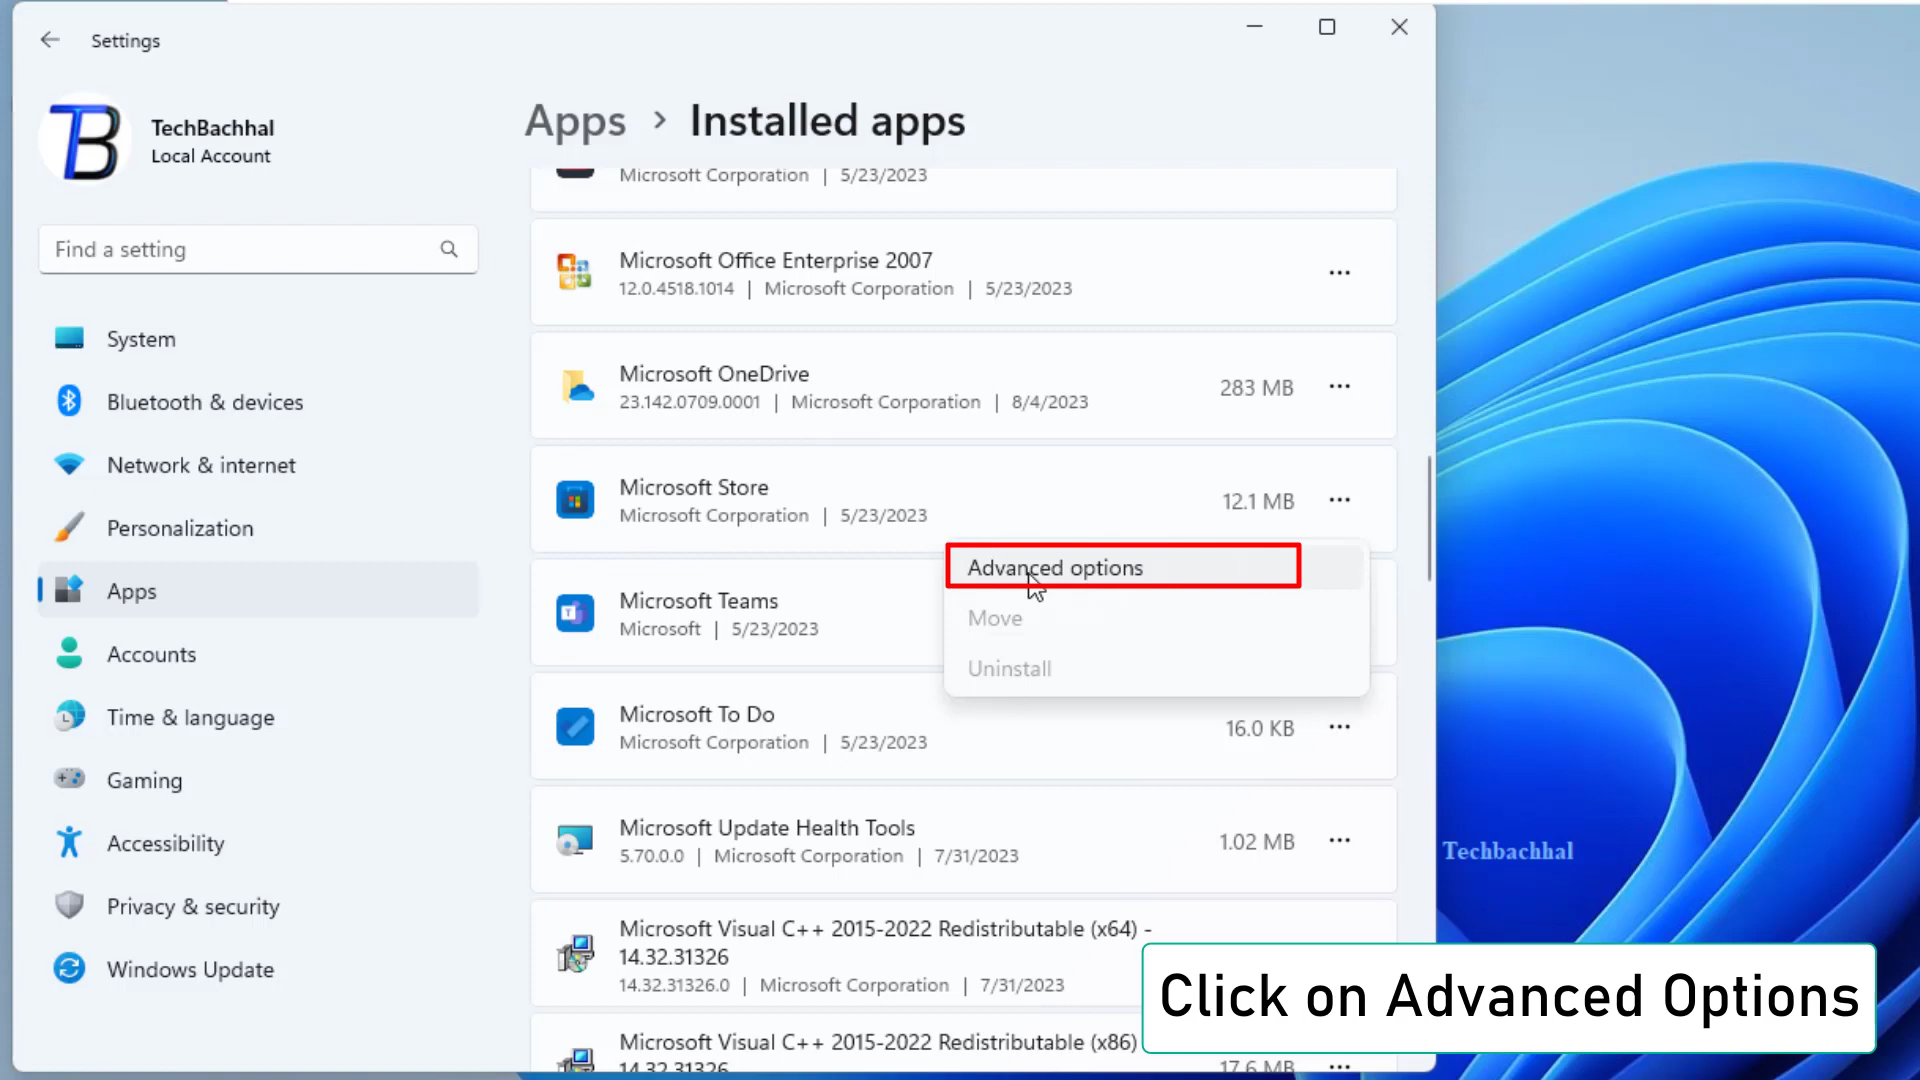 Settings
TB
TechBachhal
Local Account
Find a setting
System
Bluetooth & devices
Network & internet
Personalization
Apps
Accounts
Time & language
Gaming
Accessibility
Privacy & security
Windows Update
Apps > Installed apps
Microsoft Corporation | 5/23/2023
Microsoft Office Enterprise 2007
12.0.4518.1014 | Microsoft Corporation | 5/23/2023
Microsoft OneDrive
23.142.0709.0001 | Microsoft Corporation | 8/4/2023
283 MB
Microsoft Store
Microsoft Corporation | 5/23/2023
12.1 MB
Advanced options
Move
Uninstall
Microsoft Teams
Microsoft | 5/23/2023
Microsoft To Do
Microsoft Corporation | 5/23/2023
16.0 KB
Microsoft Update Health Tools
5.70.0.0 | Microsoft Corporation | 7/31/2023
1.02 MB
Microsoft Visual C++ 2015-2022 Redistributable (x64) -
14.32.31326
14.32.31326.0 | Microsoft Corporation | 7/31/2023
Microsoft Visual C++ 2015-2022 Redistributable (x86)
14.32.31326
17.6 MB
Techbachhal
Click on Advanced Options